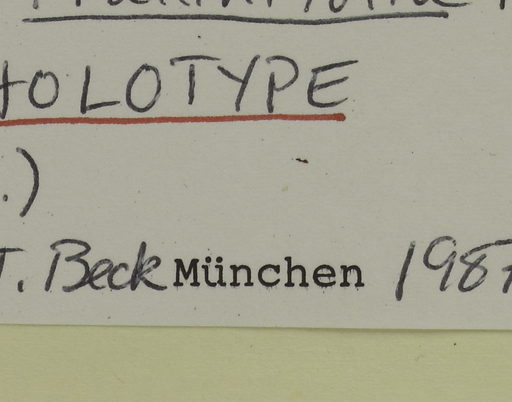 HOLOTYPE
.)
T. Beck München 198